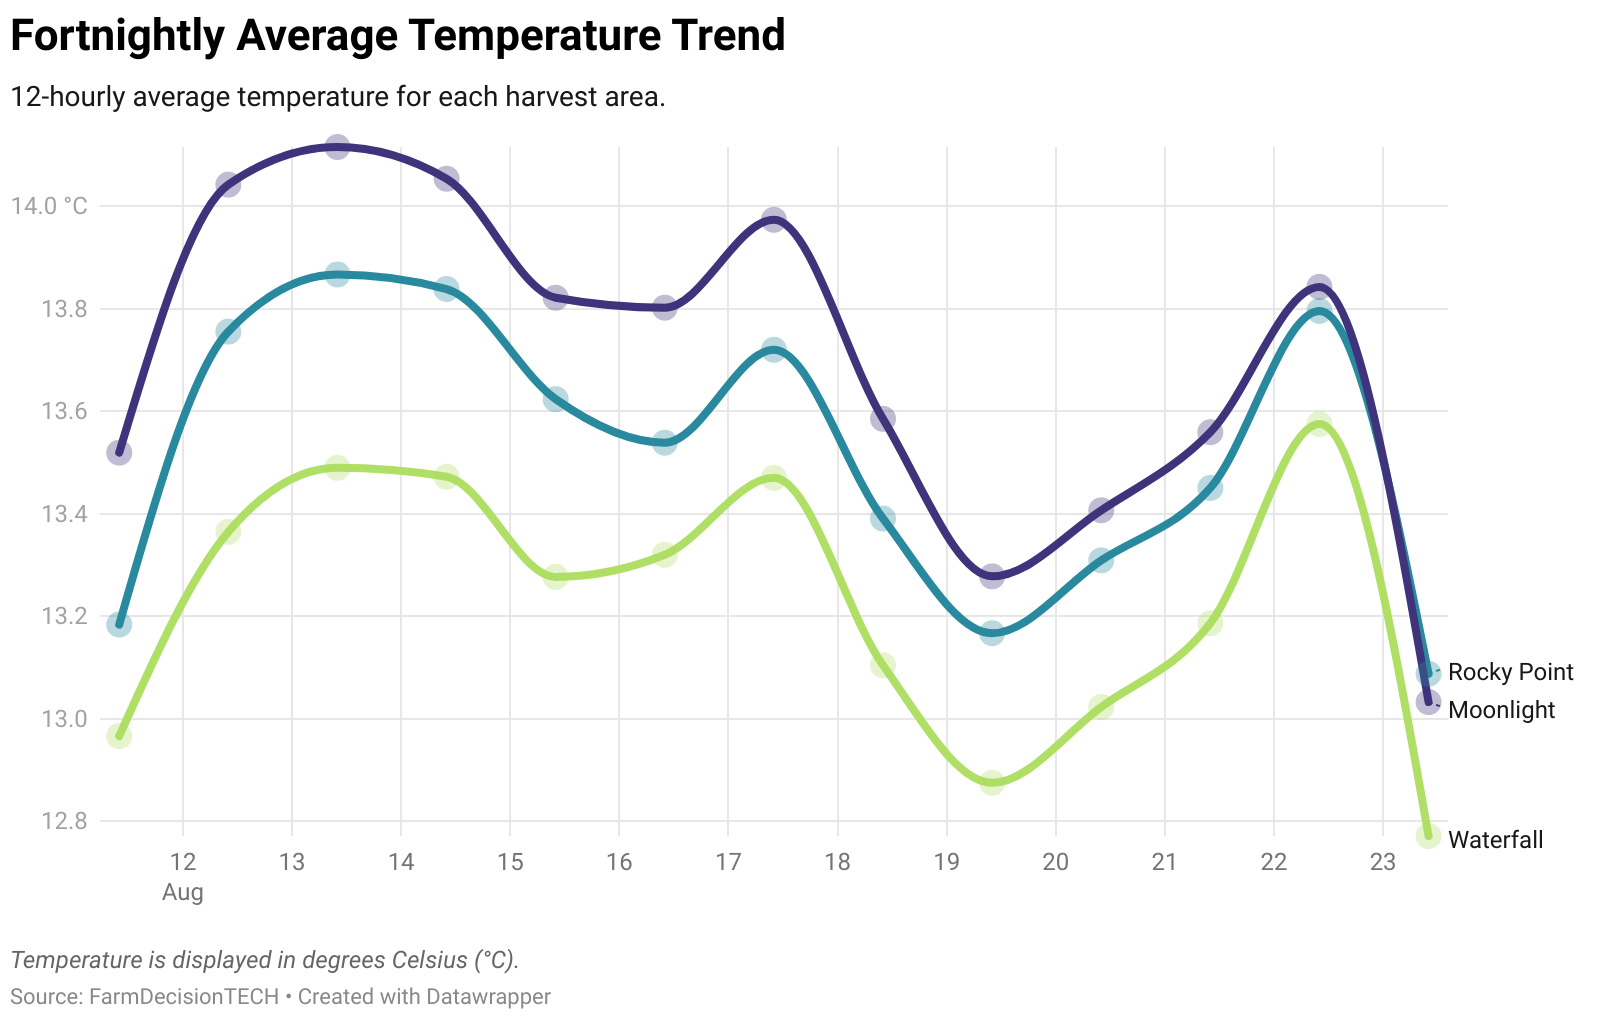 Fortnightly Average Temperature Trend
12-hourly average temperature for each harvest area.
14.0 °C
13.8
13.6
13.4
13.2
13.0
12.8
Rocky Point
Moonlight
Waterfall
12 13 14 15 16 17 18 19 20 21 22 23
Aug
Temperature is displayed in degrees Celsius (°C).
Source: FarmDecisionTECH • Created with Datawrapper